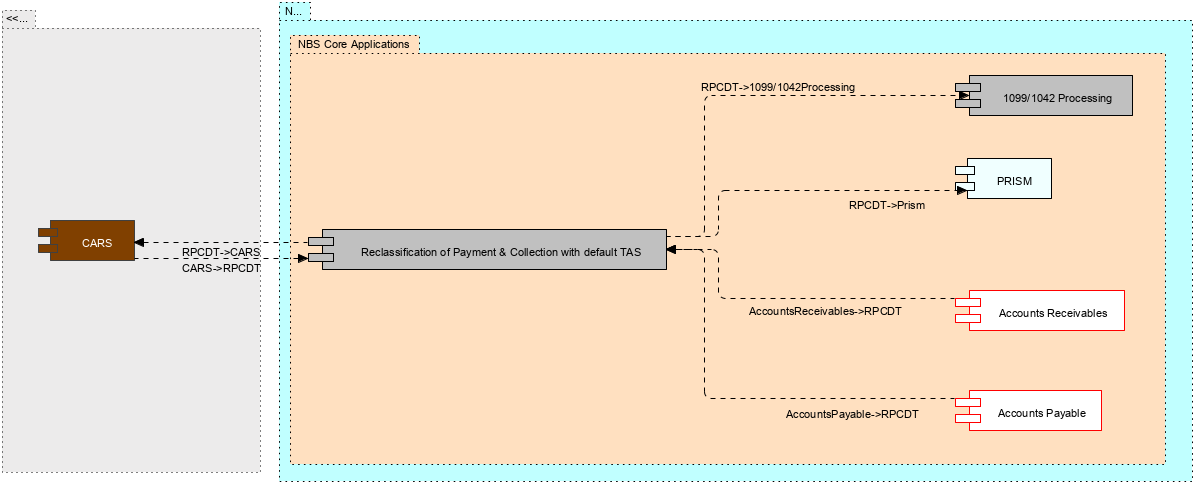 <<...
N...
NBS Core Applications
RPCDT->1099/1042Processing
1099/1042 Processing
PRISM
RPCDT->Prism
CARS
RPCDT->CARS
CARS->RPCDT
Reclassification of Payment & Collection with default TAS
AccountsReceivables->RPCDT
Accounts Receivables
AccountsPayable->RPCDT
Accounts Payable